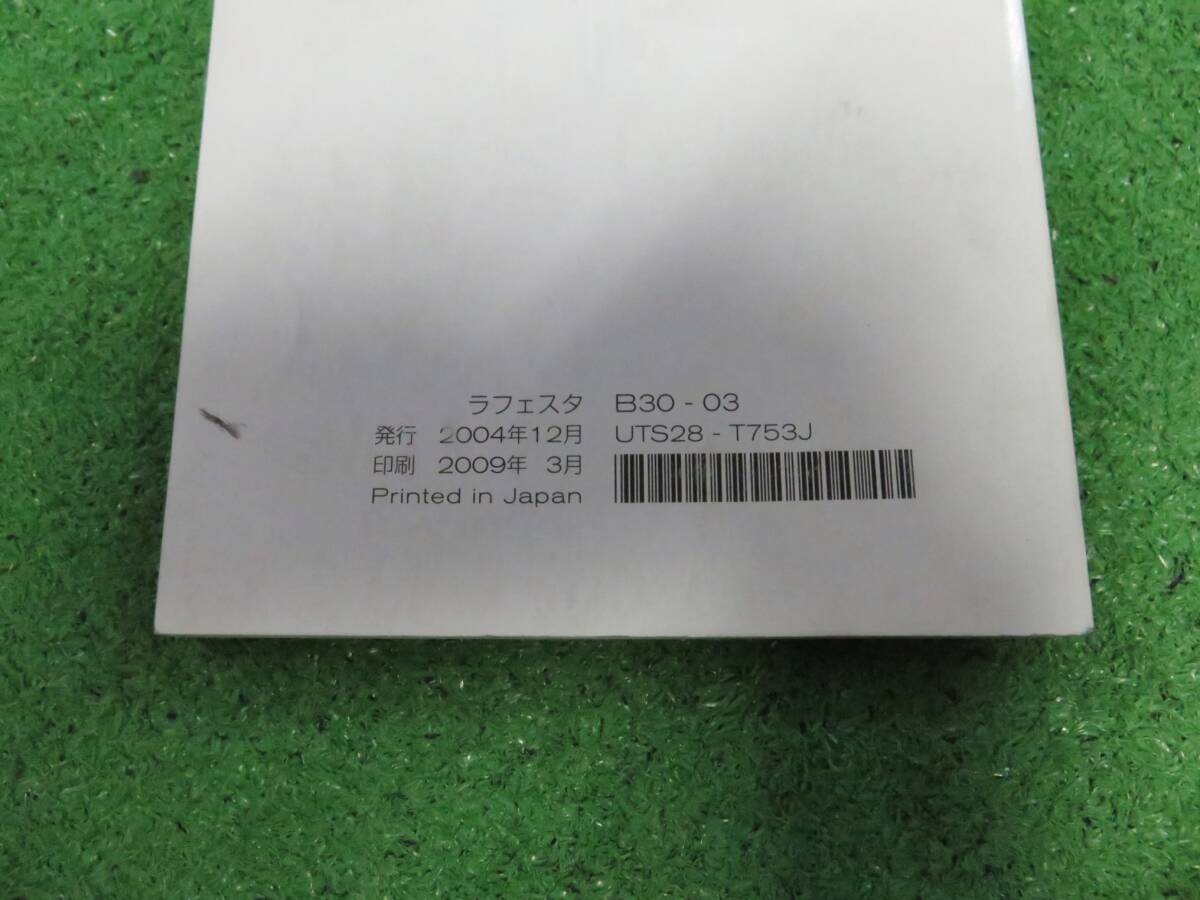 ラフェスタ B30 - 03
発行 2004年12月 UTS28 - T753J
印刷 2009年 3月
Printed in Japan